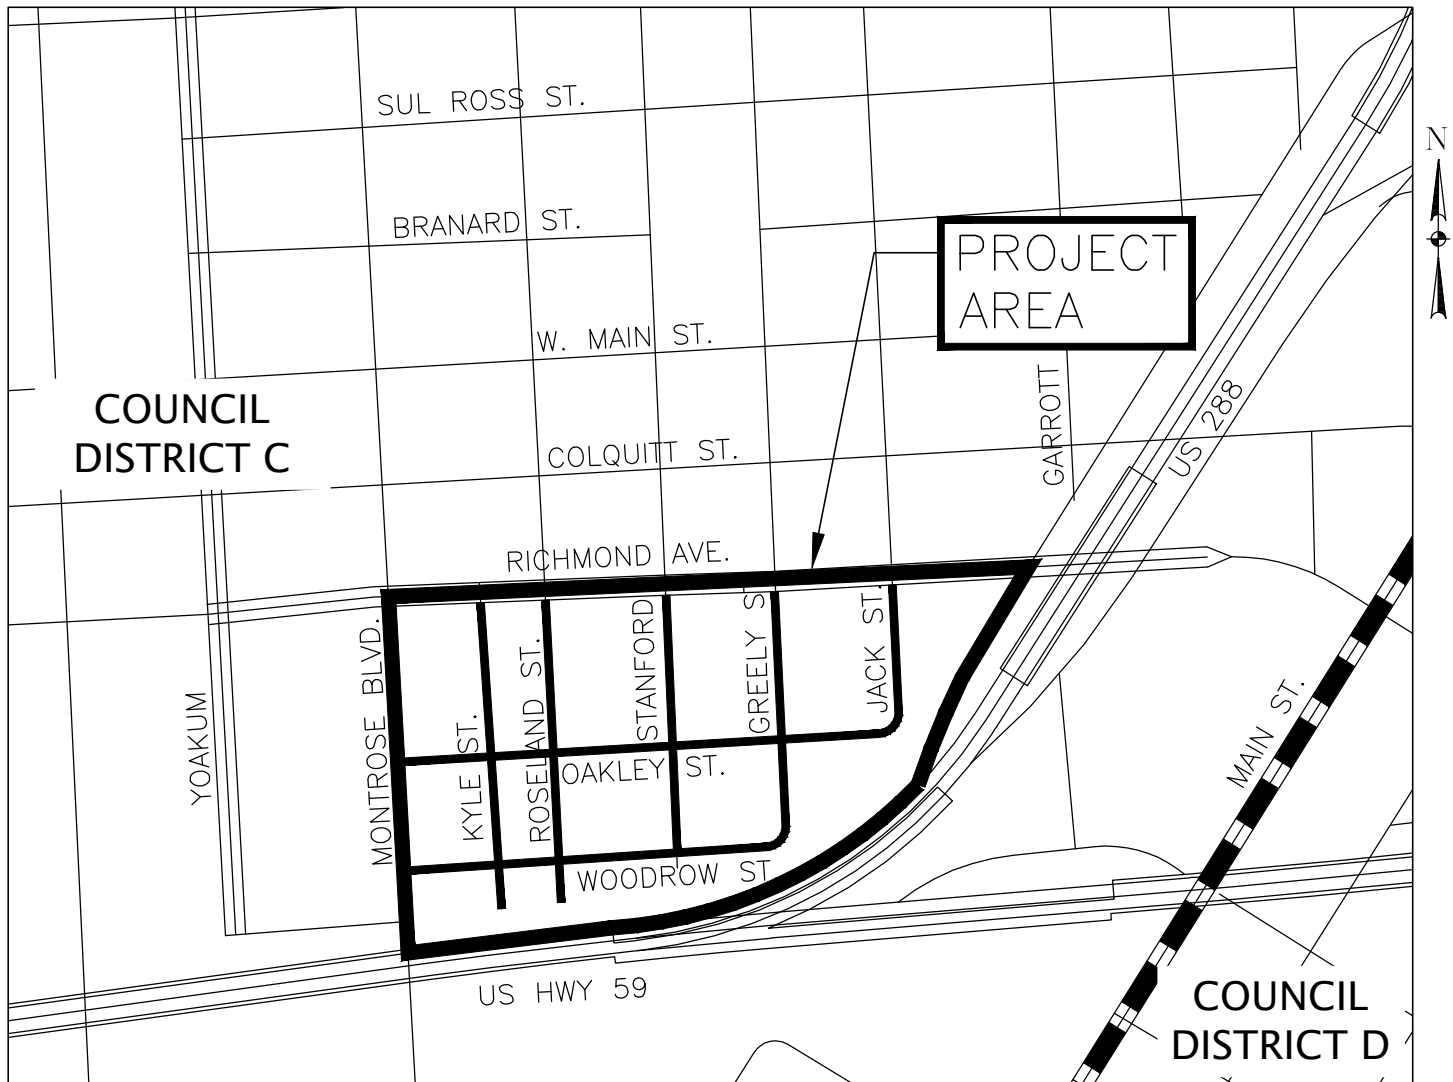 SUL ROSS ST.
N
BRANARD ST.
PROJECT
AREA
W. MAIN ST.
COUNCIL
DISTRICT C
GARROTT
US 288
COLQUITT ST.
RICHMOND AVE.
MONTROSE BLVD.
YOAKUM
KYLE ST.
ROSELAND ST.
STANFORD
GREELY S
JACK ST.
OAKLEY ST.
WOODROW ST
MAIN ST.
US HWY 59
COUNCIL
DISTRICT D